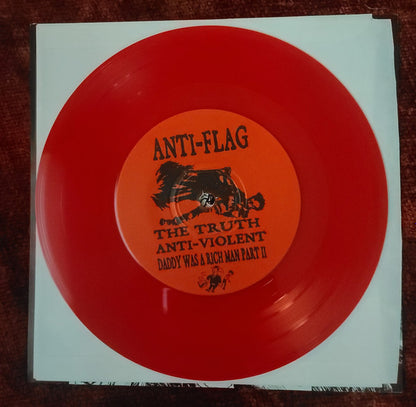 ANTI-FLAG
THE TRUTH
ANTI-VIOLENT
DADDY WAS A RICH MAN PART II